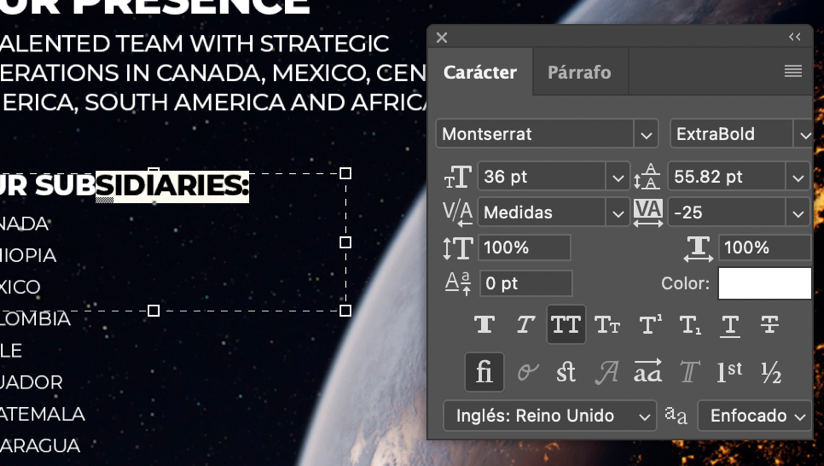 UR PRESENCE
ALENTED TEAM WITH STRATEGIC
ERATIONS IN CANADA, MEXICO, CEN
ERICA, SOUTH AMERICA AND AFRICA
UR SUBSIDIARIES:
NADA
HIOPIA
XICO
LOMBIA
LE
UADOR
ATEMALA
ARAGUA
Carácter
Párrafo
Montserrat
ExtraBold
36 pt
55.82 pt
V/A
Medidas
VA
-25
100%
100%
0 pt
Color:
T T TT Tt T¹ T₁ T T
fi st aa T 1st ½
Inglés: Reino Unido
aa
Enfocado